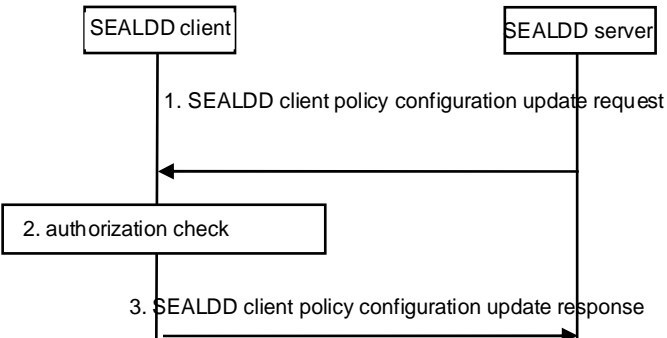 SEALDD client
SEALDD server
1. SEALDD client policy configuration update request
2. authorization check
3. SEALDD client policy configuration update response